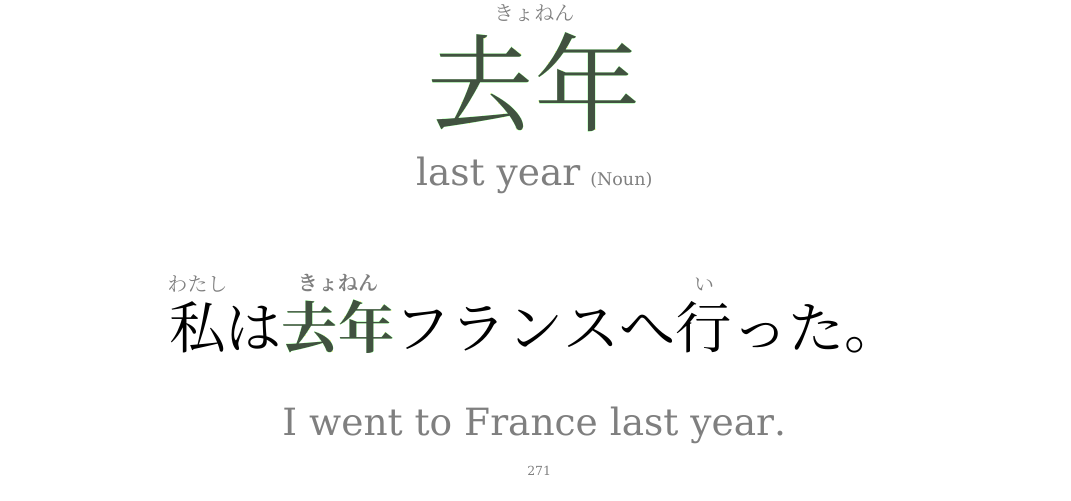 きょねん
去年
last year (Noun)
わたし きょねん い
私は去年フランスへ行った。
I went to France last year.
271